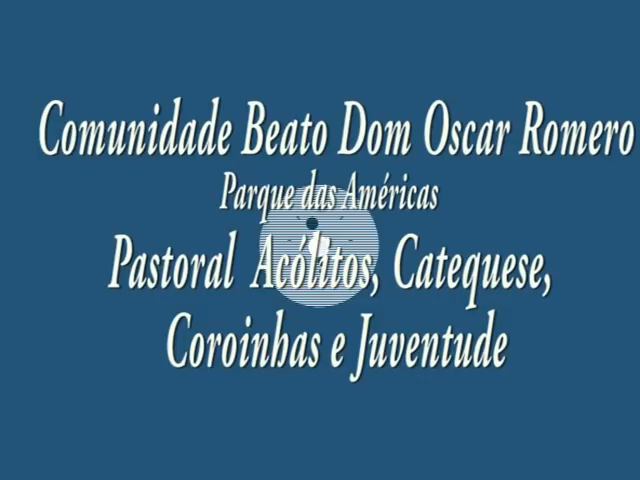 Comunidade Beato Dom Oscar Romero
Parque das Américas
Pastoral Acólitos, Catequese,
Coroinhas e Juventude